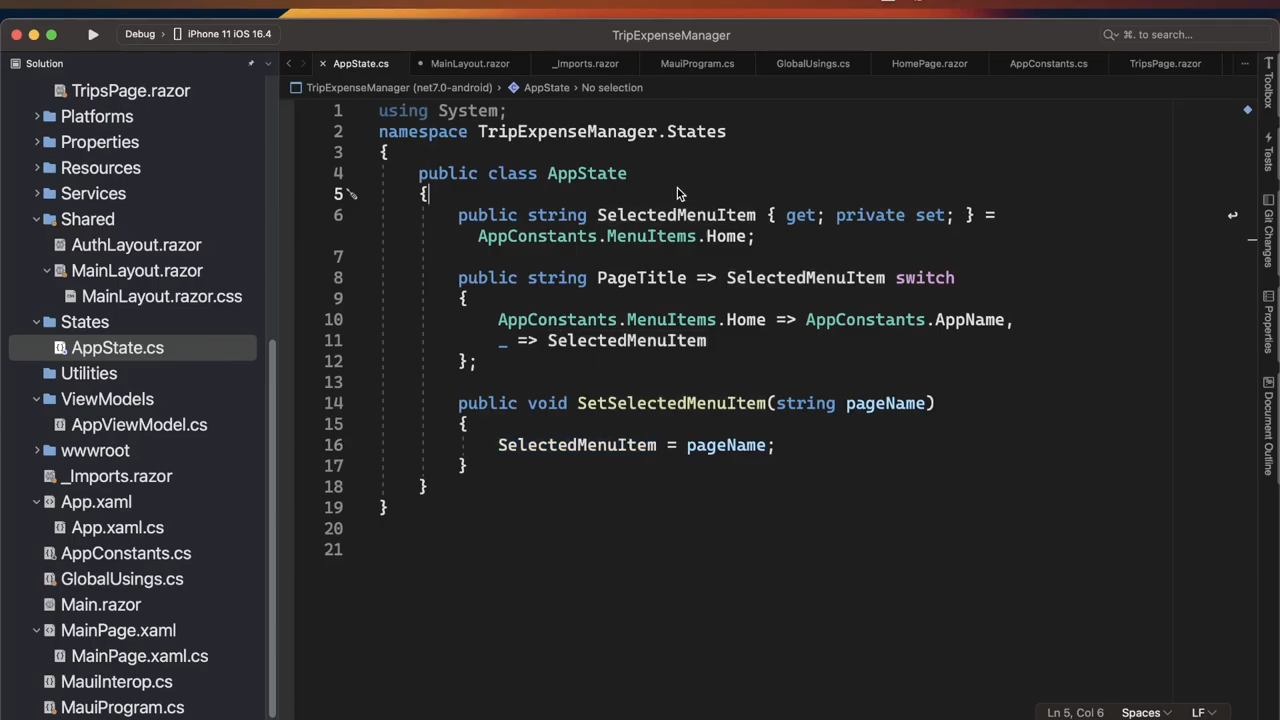 Debug
iPhone 11 iOS 16.4
TripExpenseManager
⌘. to search...
Solution
AppState.cs
MainLayout.razor
_Imports.razor
MauiProgram.cs
GlobalUsings.cs
HomePage.razor
AppConstants.cs
TripsPage.razor
TripExpenseManager (net7.0-android)
AppState
No selection
TripsPage.razor
Platforms
Properties
Resources
Services
Shared
AuthLayout.razor
MainLayout.razor
MainLayout.razor.css
States
AppState.cs
Utilities
ViewModels
AppViewModel.cs
wwwroot
_Imports.razor
App.xaml
App.xaml.cs
AppConstants.cs
GlobalUsings.cs
Main.razor
MainPage.xaml
MainPage.xaml.cs
MauiInterop.cs
MauiProgram.cs
1 using System;
2 namespace TripExpenseManager.States
3 {
4 public class AppState
5 {
6 public string SelectedMenuItem { get; private set; } =
AppConstants.MenuItems.Home;
7
8 public string PageTitle => SelectedMenuItem switch
9 {
10 AppConstants.MenuItems.Home => AppConstants.AppName,
11 _ => SelectedMenuItem
12 };
13
14 public void SetSelectedMenuItem(string pageName)
15 {
16 SelectedMenuItem = pageName;
17 }
18 }
19 }
20
21
Toolbox
Tests
Git Changes
Properties
Document Outline
Ln 5, Col 6
Spaces
LF